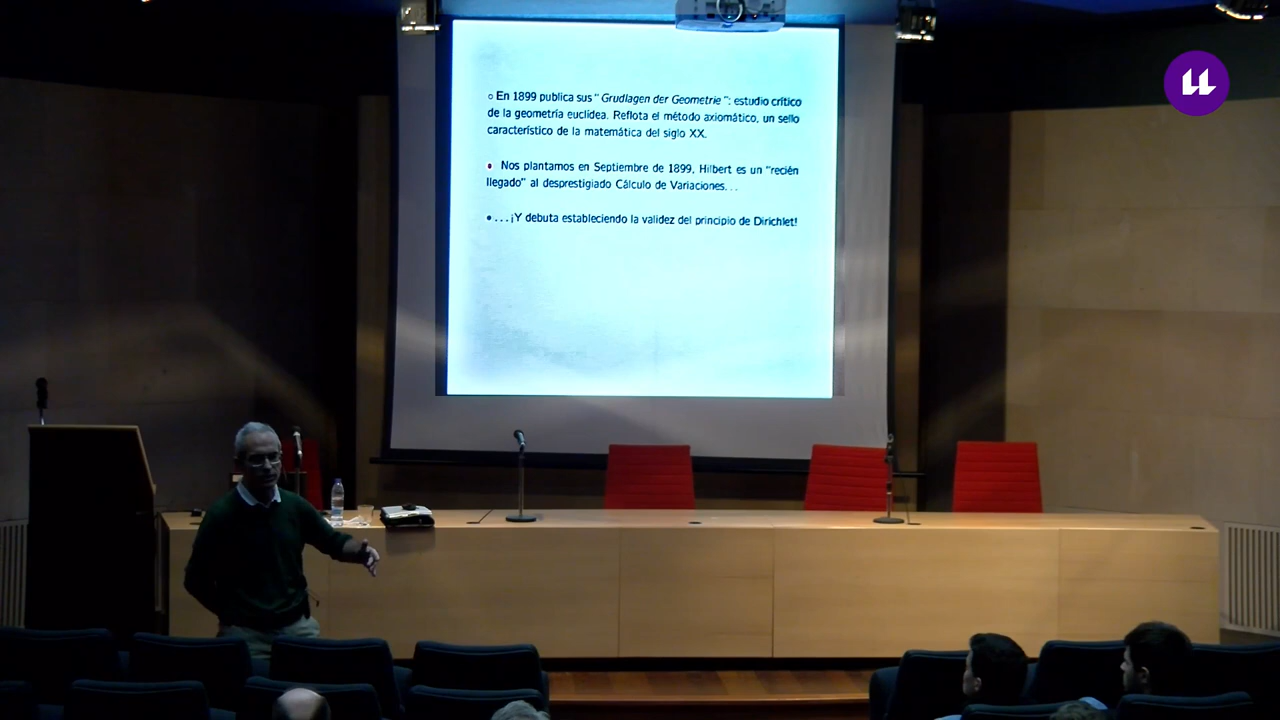 En 1899 publica sus "Grudlagen der Geometrie": estudio crítico
de la geometría euclídea. Reflota el método axiomático, un sello
característico de la matemática del siglo XX.
Nos plantamos en Septiembre de 1899, Hilbert es un "recién
llegado" al desprestigiado Cálculo de Variaciones...
...¡Y debuta estableciendo la validez del principio de Dirichlet!